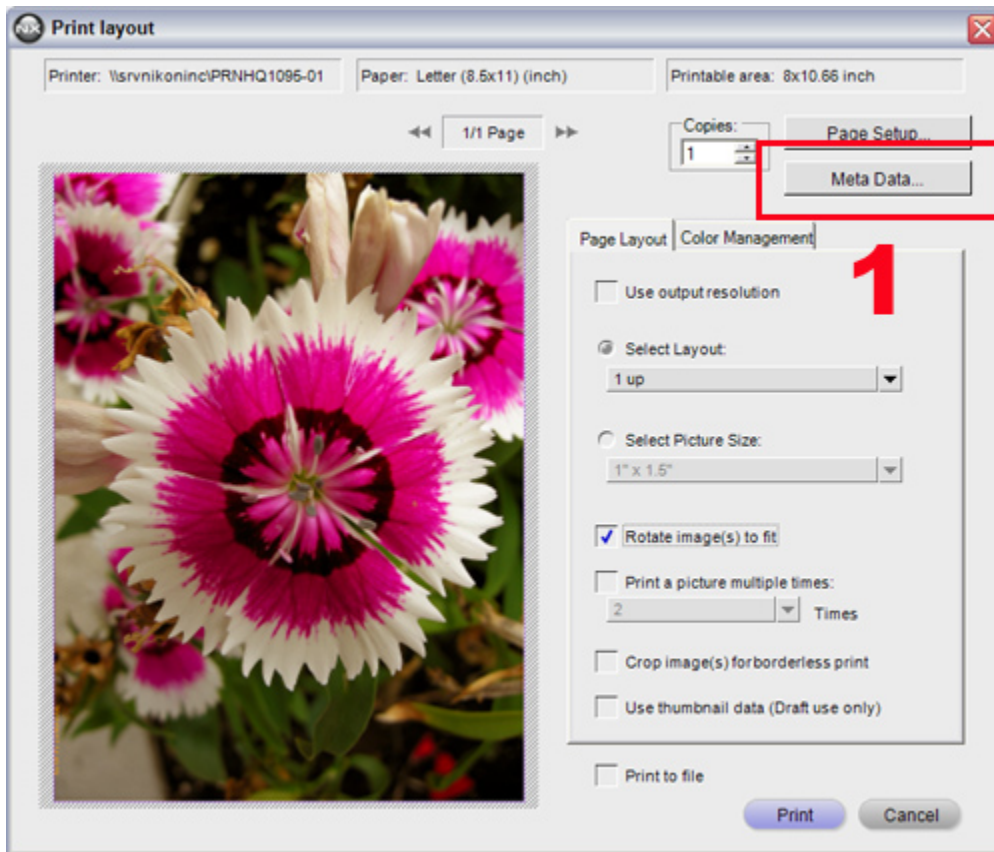 NX Print layout
Printer: \\srvnikoninc\PRNHQ1095-01
Paper: Letter (8.5x11) (inch)
Printable area: 8x10.66 inch
1/1 Page
Copies:
1
Page Setup...
Meta Data...
1
Page Layout
Color Management
Use output resolution
Select Layout:
1 up
Select Picture Size:
1" x 1.5"
Rotate image(s) to fit
Print a picture multiple times:
2
Times
Crop image(s) forborderless print
Use thumbnail data (Draft use only)
Print to file
Print
Cancel